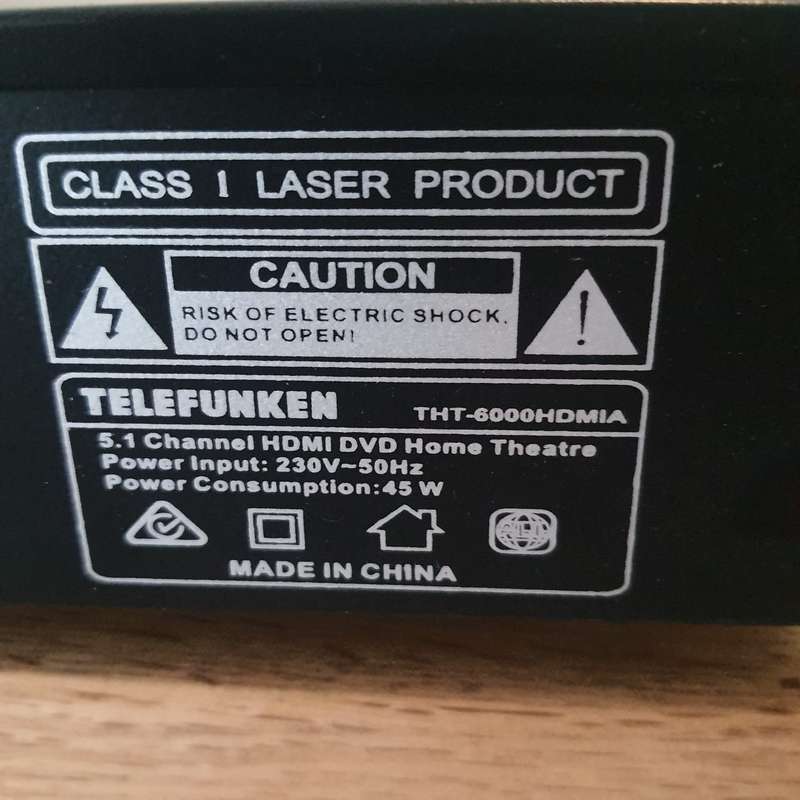 CLASS 1 LASER PRODUCT
CAUTION
RISK OF ELECTRIC SHOCK.
DO NOT OPEN!
TELEFUNKEN THT-6000HDMIA
5.1 Channel HDMI DVD Home Theatre
Power Input: 230V~50Hz
Power Consumption:45 W
MADE IN CHINA